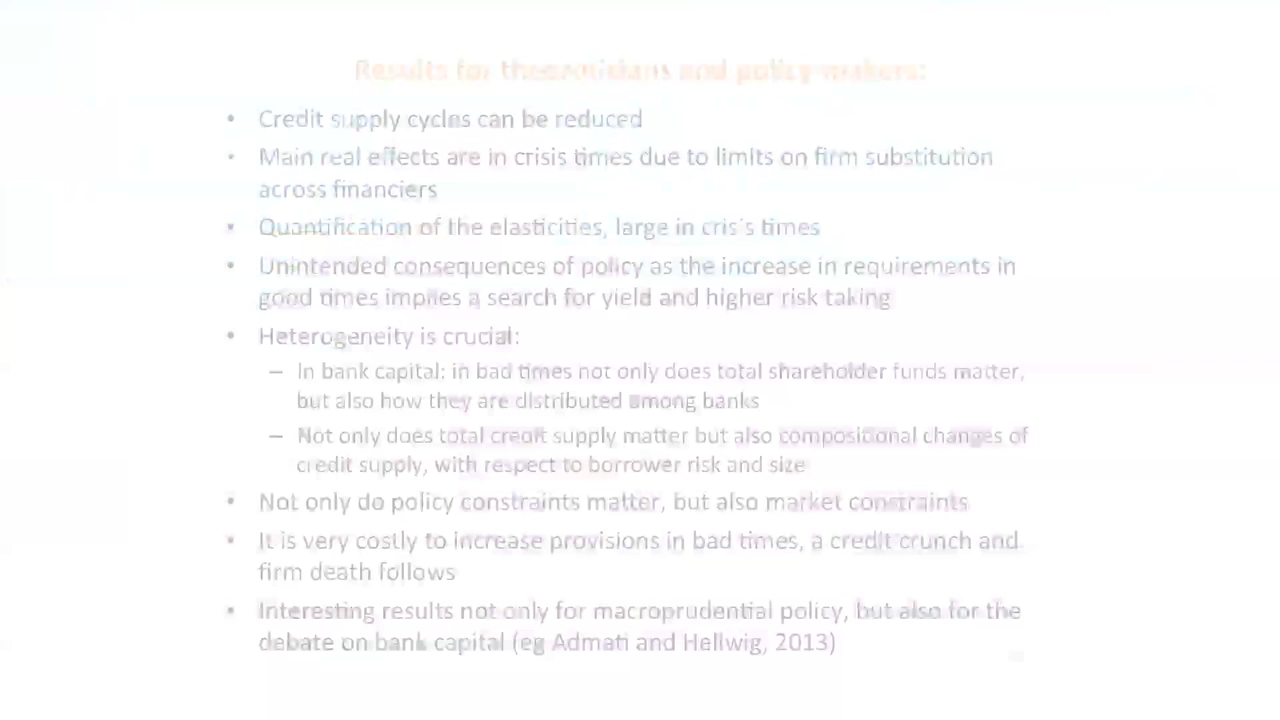 Results for theoreticians and policy-makers:
• Credit supply cycles can be reduced
• Main real effects are in crisis times due to limits on firm substitution
across financiers
• Quantification of the elasticities, large in crisis times
• Unintended consequences of policy as the increase in requirements in
good times implies a search for yield and higher risk taking
• Heterogeneity is crucial:
– In bank capital: in bad times not only does total shareholder funds matter,
but also how they are distributed among banks
– Not only does total credit supply matter but also compositional changes of
credit supply, with respect to borrower risk and size
• Not only do policy constraints matter, but also market constraints
• It is very costly to increase provisions in bad times, a credit crunch and
firm death follows
• Interesting results not only for macroprudential policy, but also for the
debate on bank capital (eg Admati and Hellwig, 2013)